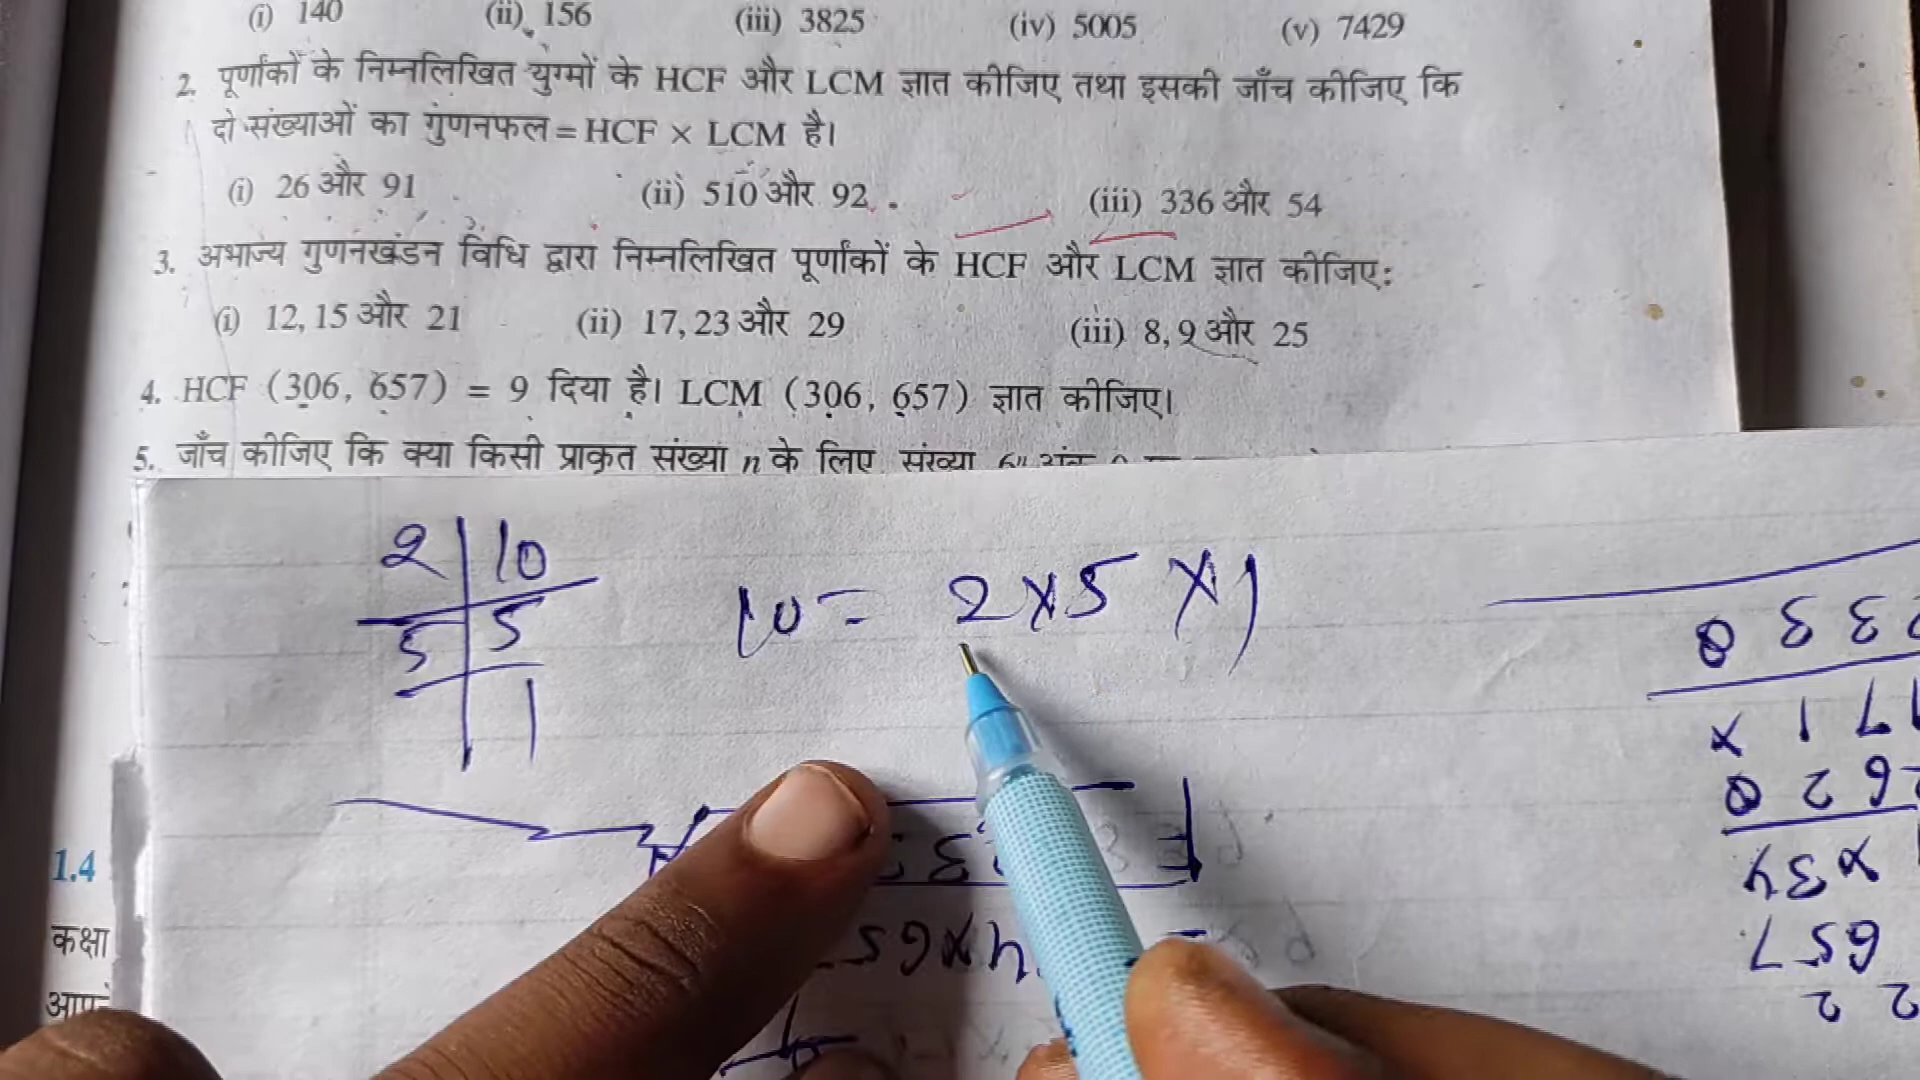 (i) 140 (ii) 156 (iii) 3825 (iv) 5005 (v) 7429
2. पूर्णांकों के निम्नलिखित युग्मों के HCF और LCM ज्ञात कीजिए तथा इसकी जाँच कीजिए कि
दो संख्याओं का गुणनफल = HCF × LCM है।
(i) 26 और 91 (ii) 510 और 92 (iii) 336 और 54
3. अभाज्य गुणनखंडन विधि द्वारा निम्नलिखित पूर्णांकों के HCF और LCM ज्ञात कीजिए:
(i) 12, 15 और 21 (ii) 17, 23 और 29 (iii) 8, 9 और 25
4. HCF (306, 657) = 9 दिया है। LCM (306, 657) ज्ञात कीजिए।
5. जाँच कीजिए कि क्या किसी प्राकृत संख्या n के लिए संख्या 6ⁿ अंक
2 10
5 5
1
10 = 2×5×1
1.4
कक्षा
657
×34